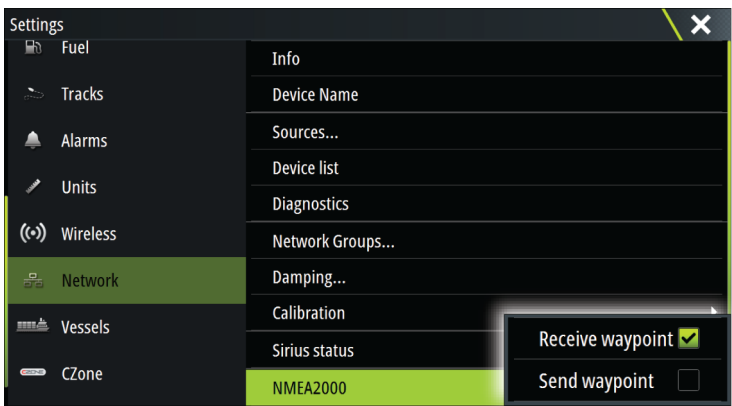 Settings
Fuel
Tracks
Alarms
Units
Wireless
Network
Vessels
CZONE CZone
Info
Device Name
Sources...
Device list
Diagnostics
Network Groups...
Damping...
Calibration
Sirius status
NMEA2000
Receive waypoint
Send waypoint